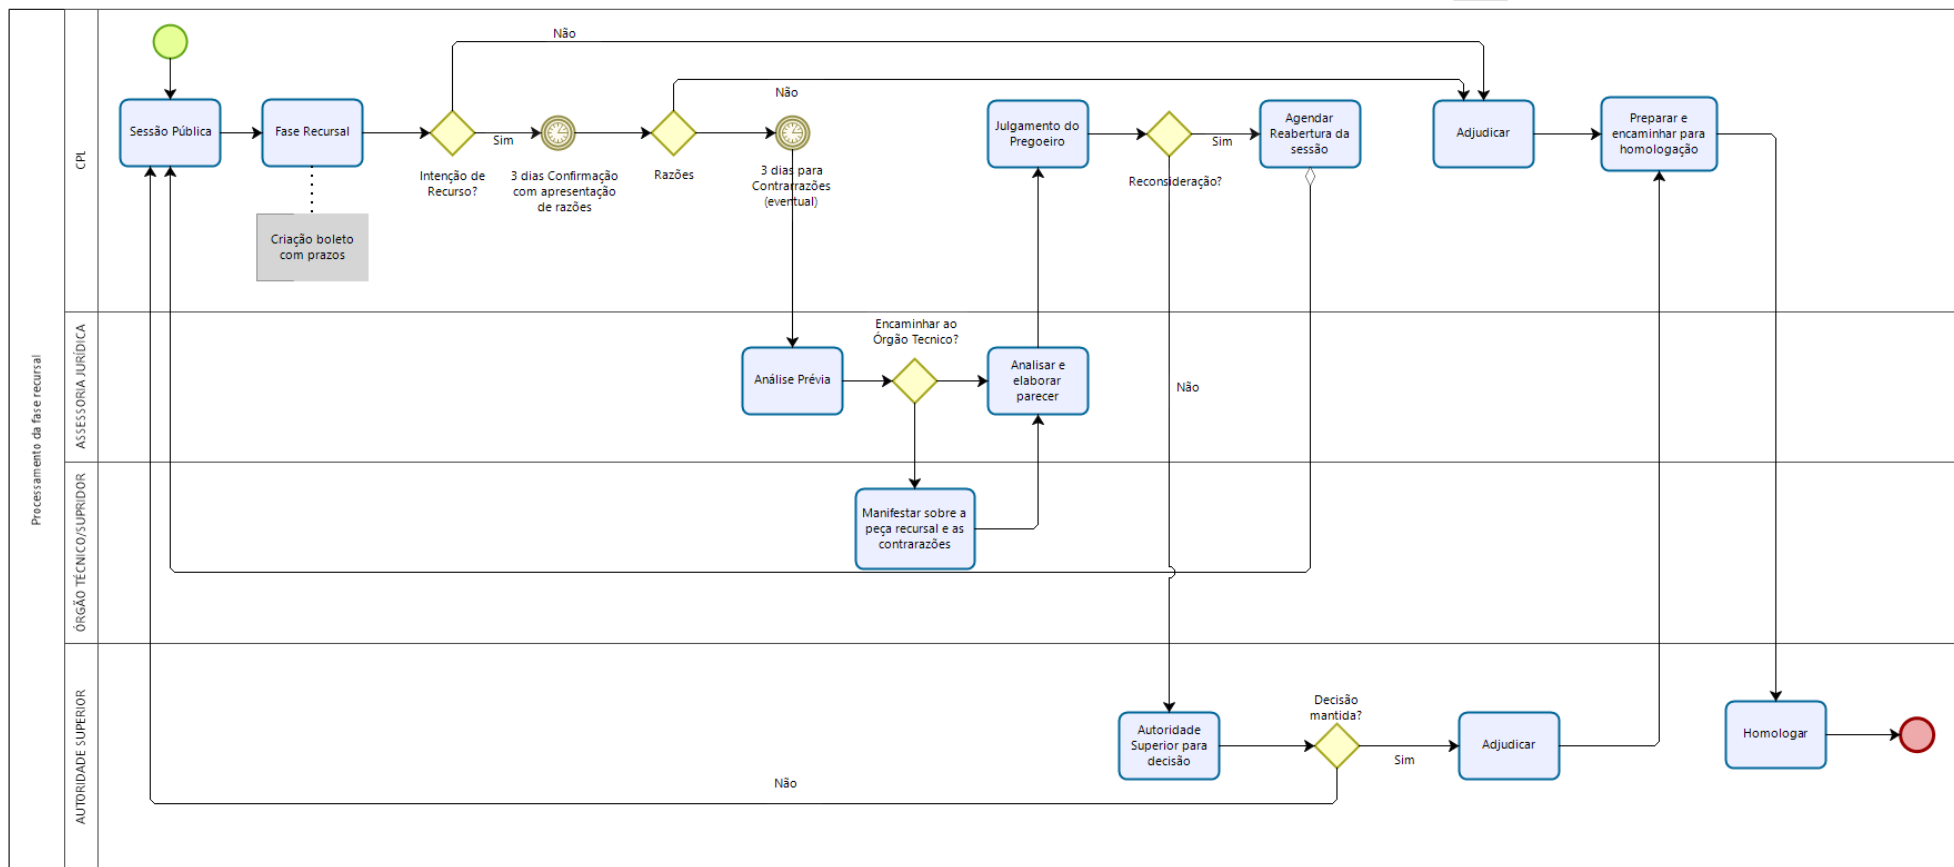 Processamento da fase recursal
CPL
Não
Sessão Pública
Fase Recursal
Sim
Intenção de
Recurso?
3 dias Confirmação
com apresentação
de razões
Razões
Não
3 dias para
Contrarrazões
(eventual)
Julgamento do
Pregoeiro
Reconsideração?
Sim
Agendar
Reabertura da
sessão
Adjudicar
Preparar e
encaminhar para
homologação
Criação boleto
com prazos
ASSESSORIA JURÍDICA
Análise Prévia
Encaminhar ao
Órgão Tecnico?
Analisar e
elaborar
parecer
Não
ÓRGÃO TÉCNICO/SUPRIDOR
Manifestar sobre a
peça recursal e as
contrarazões
AUTORIDADE SUPERIOR
Autoridade
Superior para
decisão
Decisão
mantida?
Sim
Adjudicar
Homologar
Não